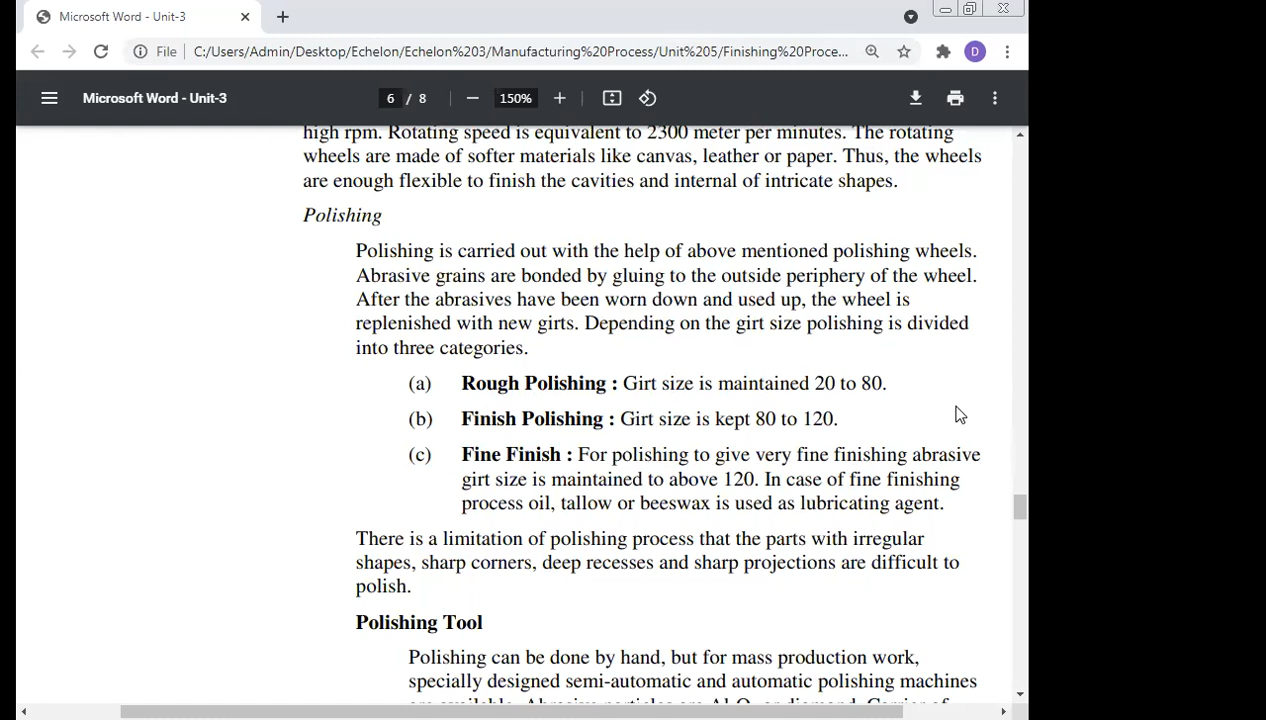 Microsoft Word - Unit-3
File C:/Users/Admin/Desktop/Echelon/Echelon%203/Manufacturing%20Process/Unit%205/Finishing%20Proce... D
Microsoft Word - Unit-3 6 / 8 150%
high rpm. Rotating speed is equivalent to 2300 meter per minutes. The rotating
wheels are made of softer materials like canvas, leather or paper. Thus, the wheels
are enough flexible to finish the cavities and internal of intricate shapes.
Polishing
Polishing is carried out with the help of above mentioned polishing wheels.
Abrasive grains are bonded by gluing to the outside periphery of the wheel.
After the abrasives have been worn down and used up, the wheel is
replenished with new girts. Depending on the girt size polishing is divided
into three categories.
(a) Rough Polishing : Girt size is maintained 20 to 80.
(b) Finish Polishing : Girt size is kept 80 to 120.
(c) Fine Finish : For polishing to give very fine finishing abrasive
girt size is maintained to above 120. In case of fine finishing
process oil, tallow or beeswax is used as lubricating agent.
There is a limitation of polishing process that the parts with irregular
shapes, sharp corners, deep recesses and sharp projections are difficult to
polish.
Polishing Tool
Polishing can be done by hand, but for mass production work,
specially designed semi-automatic and automatic polishing machines
are available. Abrasive particles are Al O or diamond. Carrier of